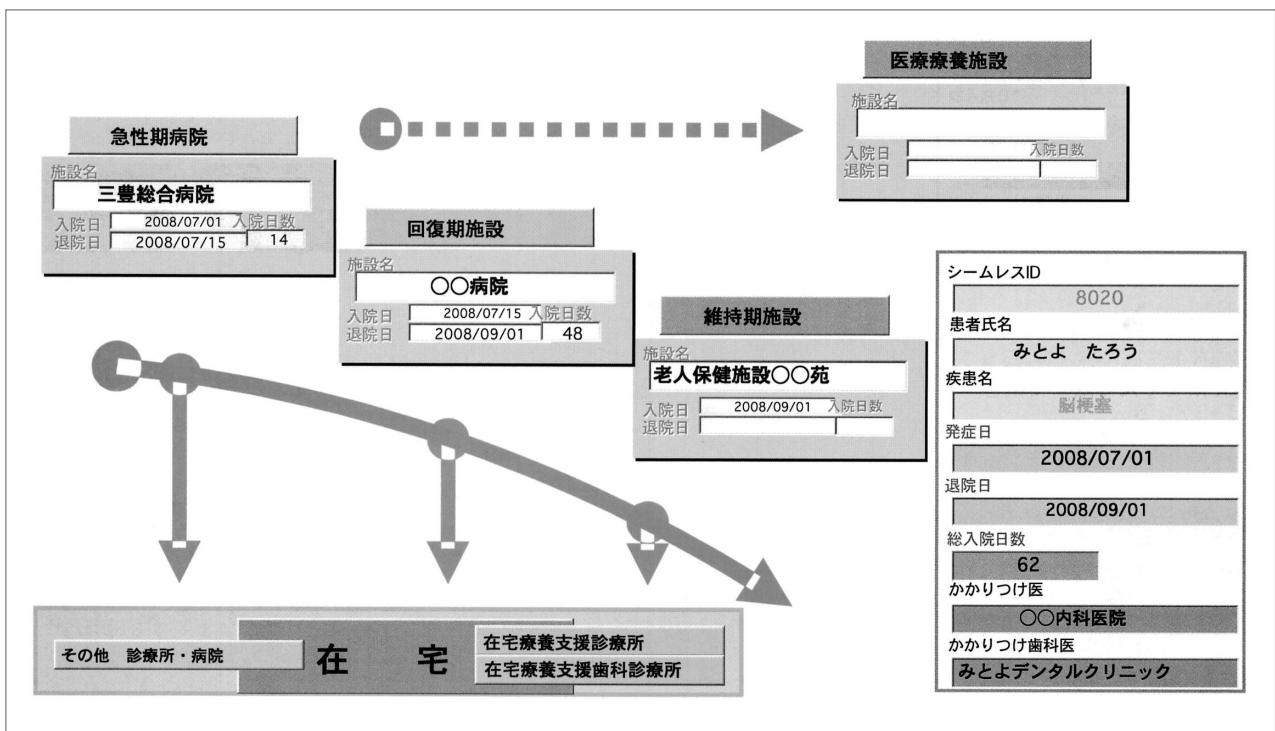 医療療養施設
施設名
入院日 入院日数
退院日
急性期病院
施設名
三豊総合病院
入院日 2008/07/01 入院日数
退院日 2008/07/15 14
回復期施設
施設名
〇〇病院
入院日 2008/07/15 入院日数
退院日 2008/09/01 48
維持期施設
施設名
老人保健施設〇〇苑
入院日 2008/09/01 入院日数
退院日
シームレスID
8020
患者氏名
みとよ たろう
疾患名
脳梗塞
発症日
2008/07/01
退院日
2008/09/01
総入院日数
62
かかりつけ医
〇〇内科医院
かかりつけ歯科医
みとよデンタルクリニック
その他 診療所・病院
在 宅
在宅療養支援診療所
在宅療養支援歯科診療所